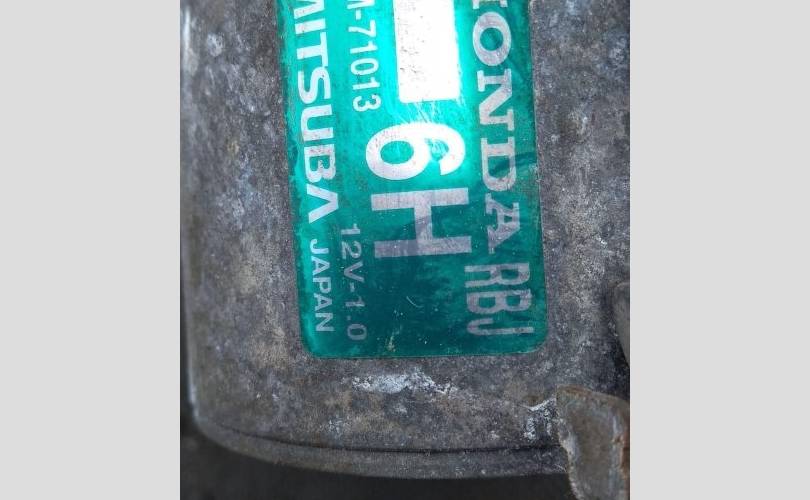 HONDA RBJ
6H
M-71013 12V-1.0
MITSUBA JAPAN